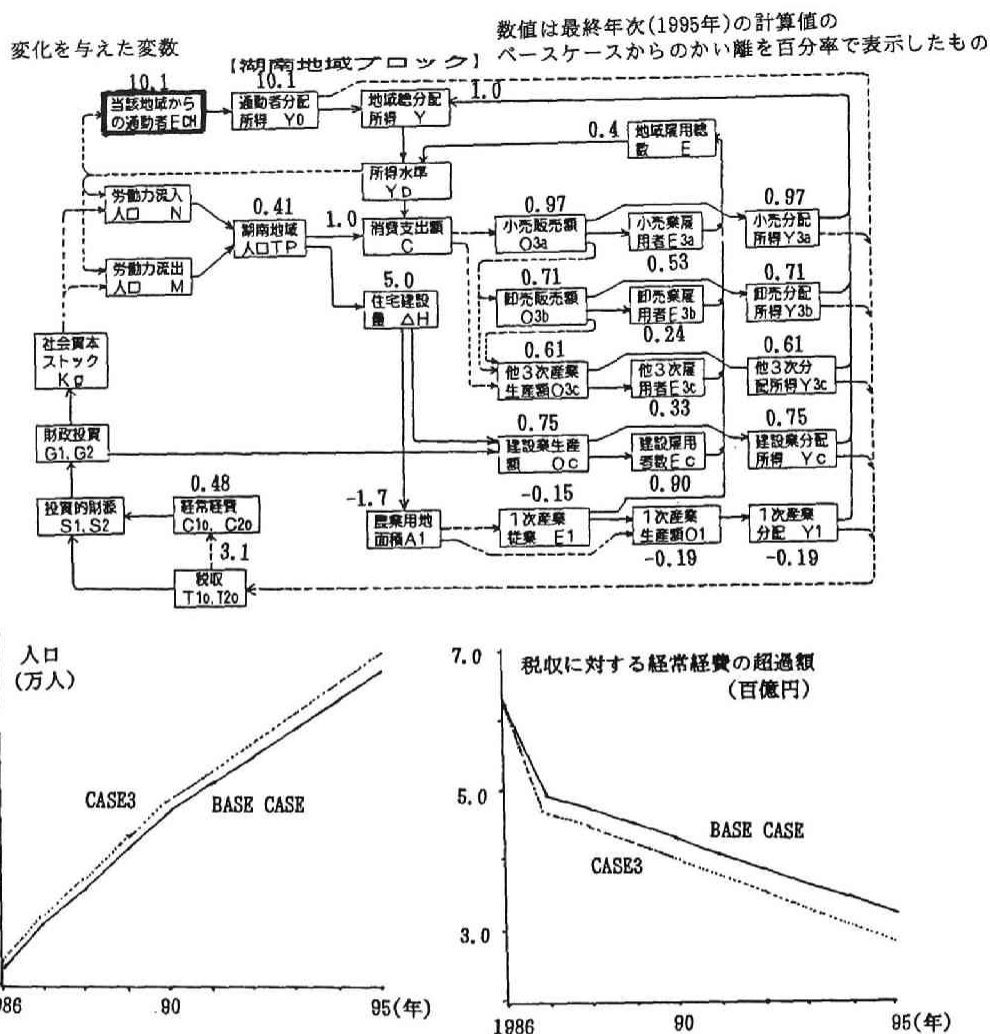 変化を与えた変数
数値は最終年次(1995年)の計算値の
ベースケースからのかい離を百分率で表示したもの
【湖南地域ブロック】
10.1
当該地域から
の通動者ECH
10.1
通動者分配
所得 Y0
地域総分配
所得 Y
1.0
0.4
地域雇用総
数 E
所得水準
YD
労働力流入
人口 N
0.41
湖南地域
人口TP
1.0
消費支出額
C
0.97
小売販売額
O3a
小売業雇
用者E3a
0.97
小売分配
所得Y3a
労働力流出
人口 M
5.0
住宅建設
量 ΔH
0.71
卸売販売額
O3b
0.53
卸売業雇
用者E3b
0.71
卸売分配
所得Y3b
社会資本
ストック
Kg
0.61
他3次産業
生産額O3c
0.24
他3次雇
用者E3c
0.61
他3次分
配所得Y3c
財政投資
G1,G2
0.75
建設業生産
額 Oc
0.33
建設雇用
者数Ec
0.75
建設業分配
所得 Yc
投資的財源
S1,S2
0.48
経常経費
C1o, C2o
-1.7
農業用地
面積A1
-0.15
1次産業
従業 E1
0.90
1次産業
生産額O1
-0.19
1次産業
分配 Y1
-0.19
3.1
税収
T1o,T2o
人口
(万人)
CASE3
BASE CASE
986
90
95(年)
税収に対する経常経費の超過額
(百億円)
7.0
5.0
3.0
BASE CASE
CASE3
1986
90
95(年)